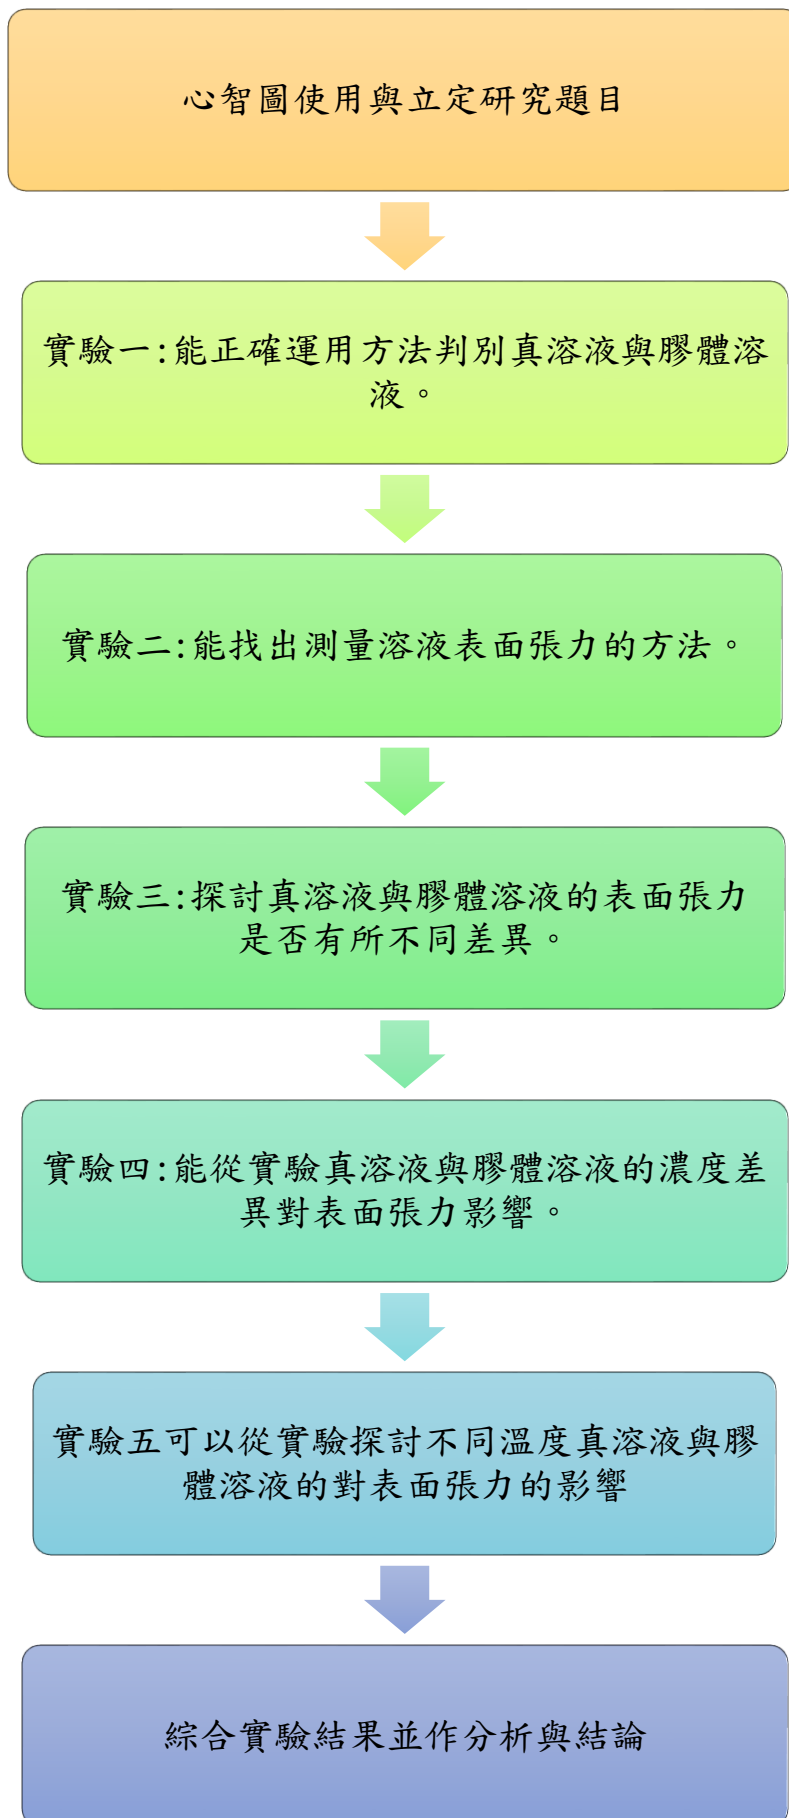 心智圖使用與立定研究題目
實驗一:能正確運用方法判別真溶液與膠體溶
液。
實驗二:能找出測量溶液表面張力的方法。
實驗三:探討真溶液與膠體溶液的表面張力
是否有所不同差異。
實驗四:能從實驗真溶液與膠體溶液的濃度差
異對表面張力影響。
實驗五可以從實驗探討不同溫度真溶液與膠
體溶液的對表面張力的影響
綜合實驗結果並作分析與結論